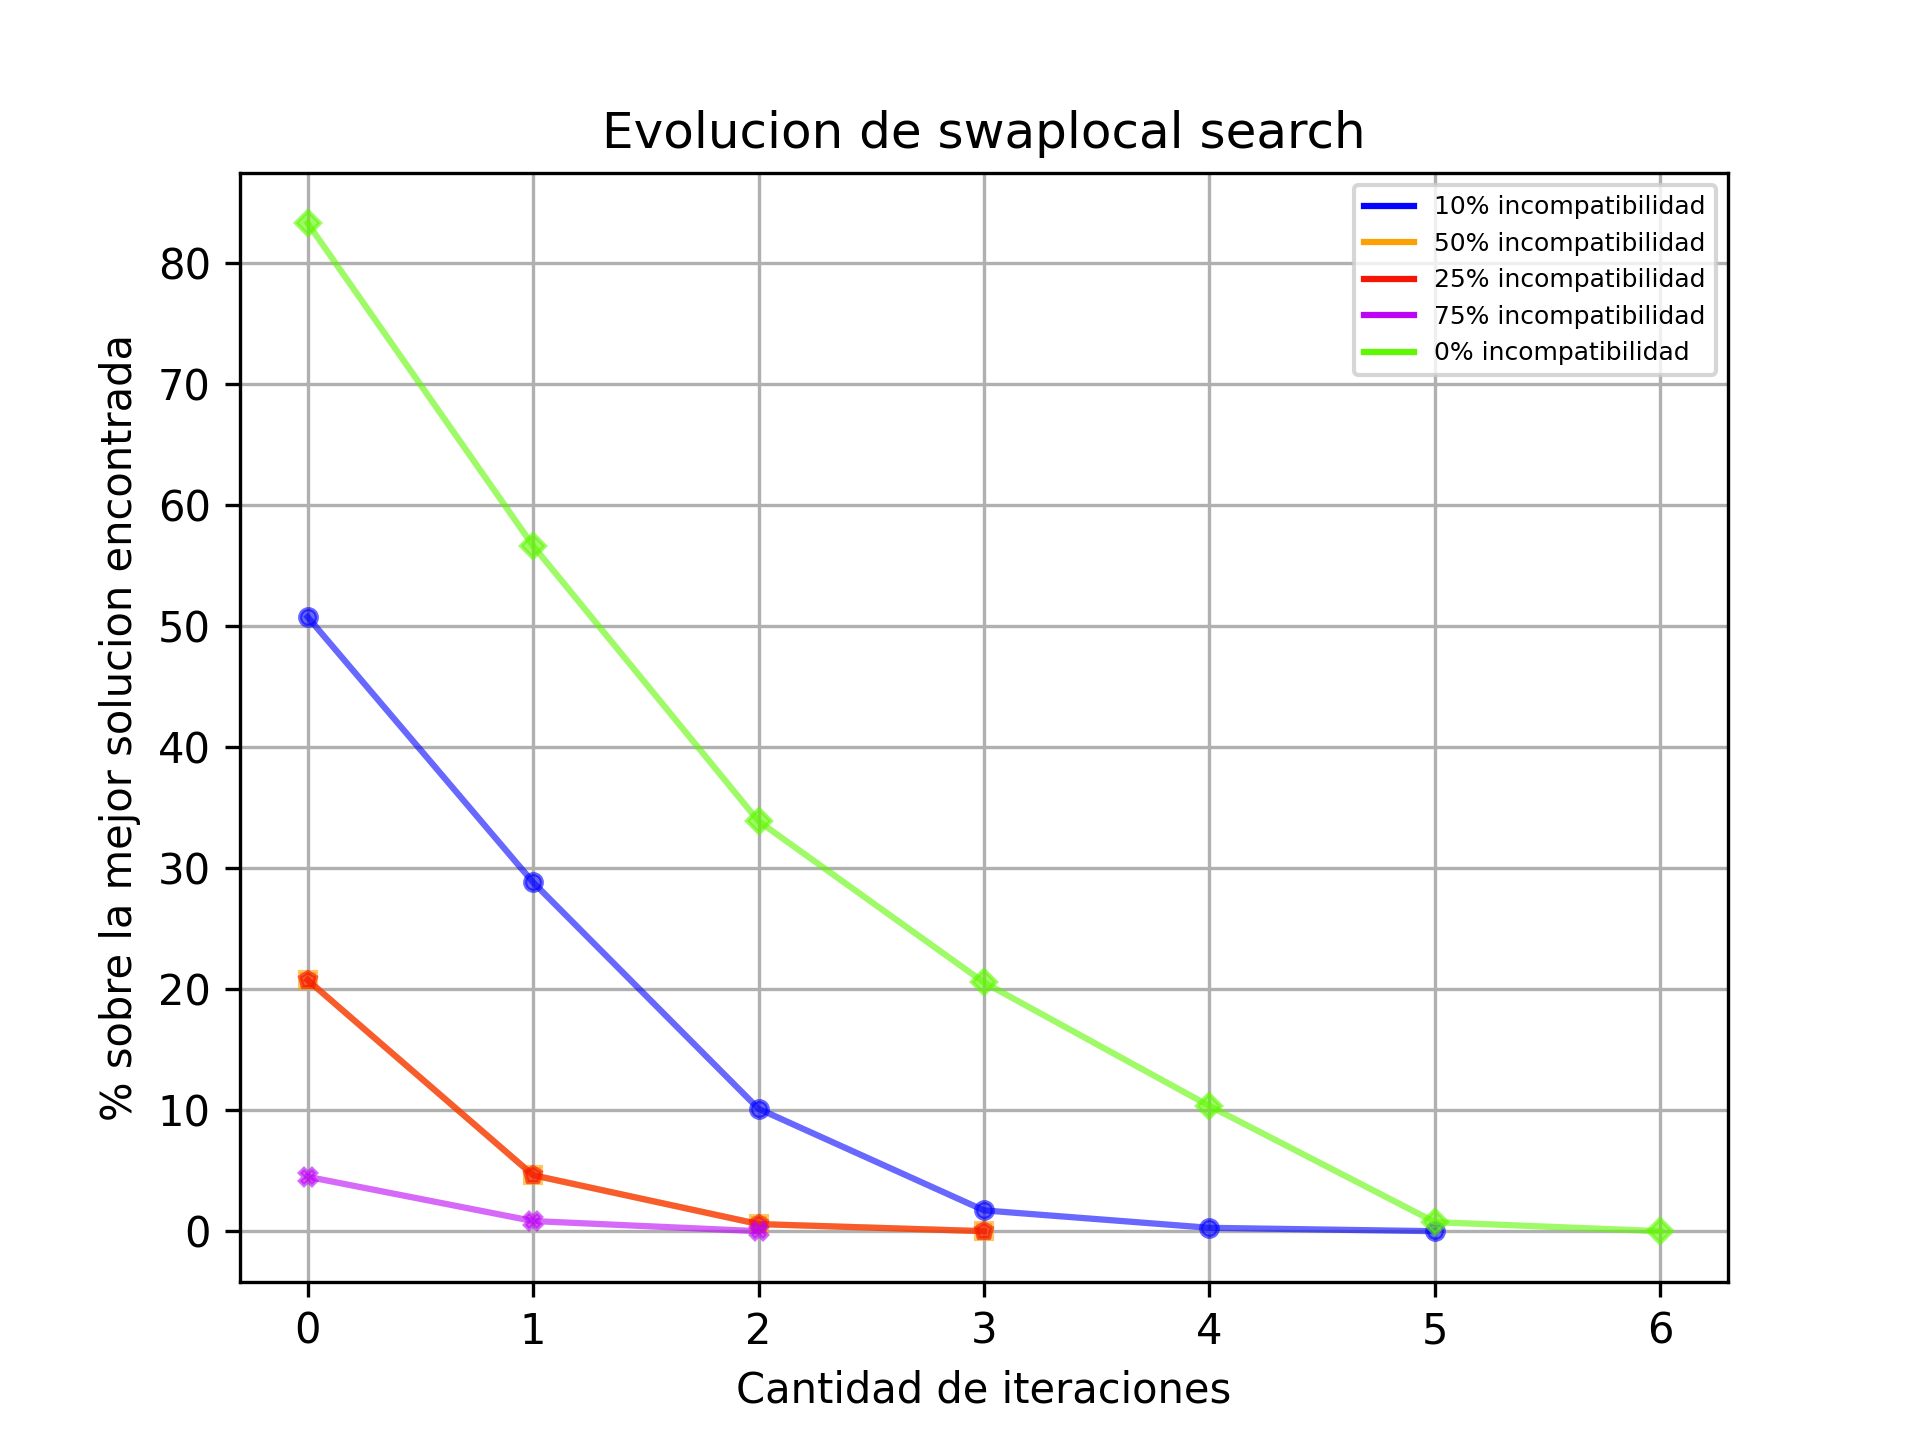 Evolucion de swaplocal search
10% incompatibilidad
50% incompatibilidad
25% incompatibilidad
75% incompatibilidad
0% incompatibilidad
% sobre la mejor solucion encontrada
80
70
60
50
40
30
20
10
0
0 1 2 3 4 5 6
Cantidad de iteraciones